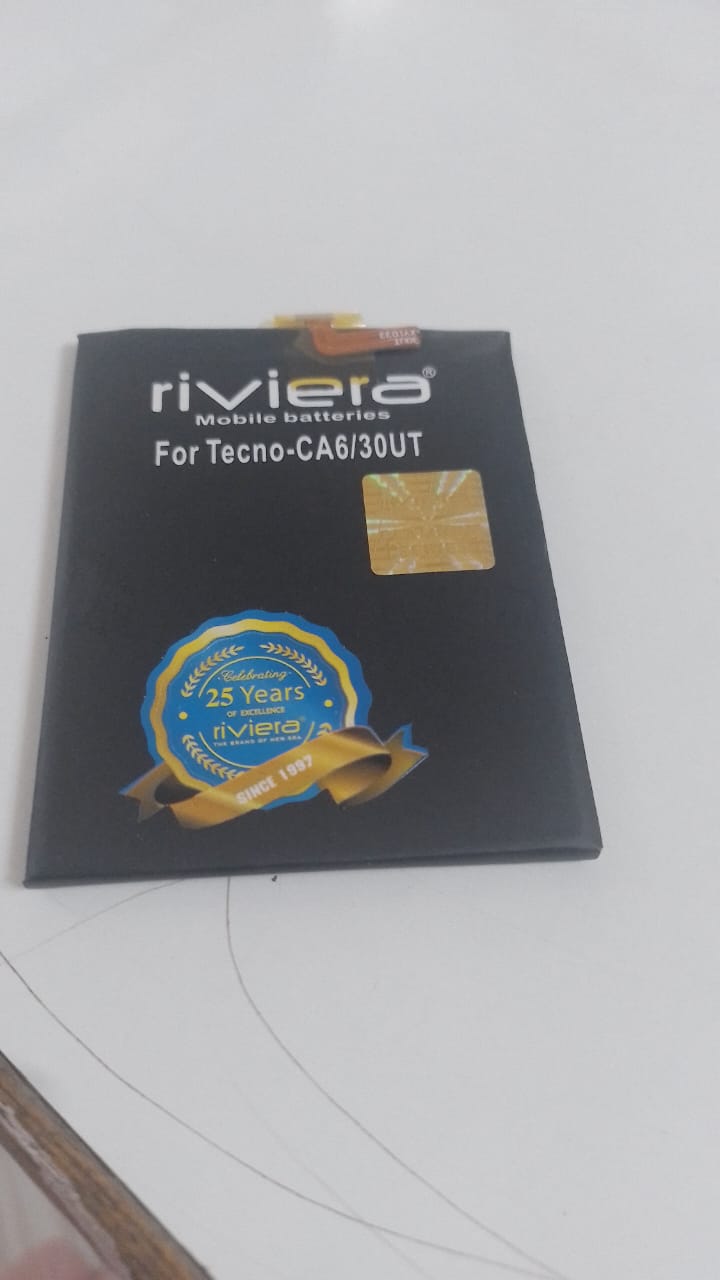 riviera®
Mobile batteries
For Tecno-CA6/30UT
Celebrating
25 Years
OF EXCELLENCE
riviera
THE BRAND OF NEW ERA
SINCE 1997